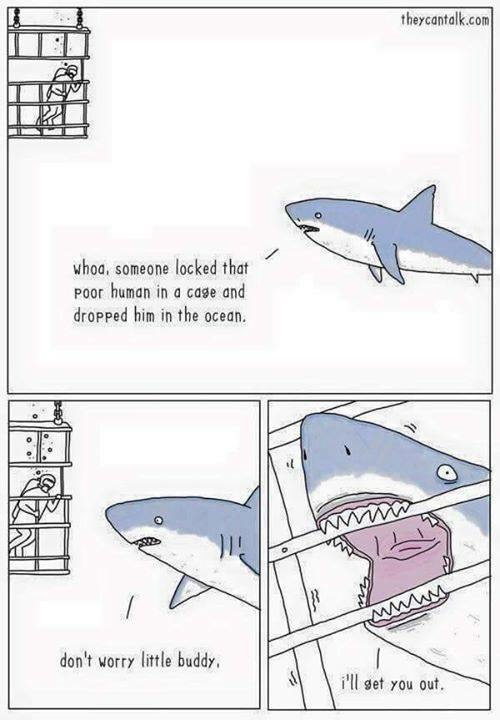 theycantalk.com
whoa, someone locked that
poor human in a cage and
dropped him in the ocean.
don't worry little buddy,
i'll get you out.